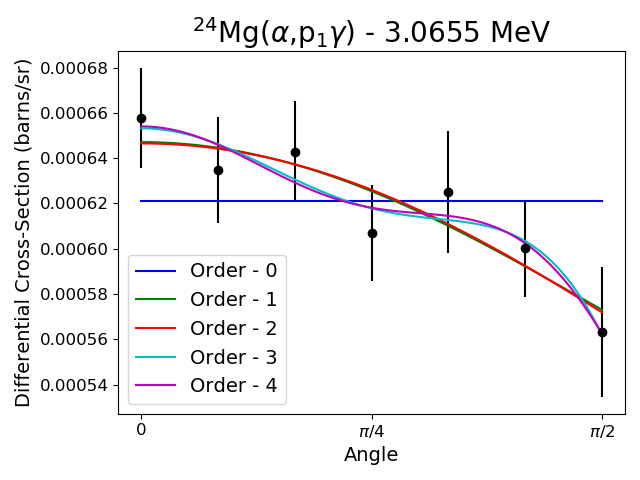 ²⁴Mg(α,p₁γ) - 3.0655 MeV
Differential Cross-Section (barns/sr)
0.00068
0.00066
0.00064
0.00062
0.00060
0.00058
0.00056
0.00054
Order - 0
Order - 1
Order - 2
Order - 3
Order - 4
0
π/4
π/2
Angle